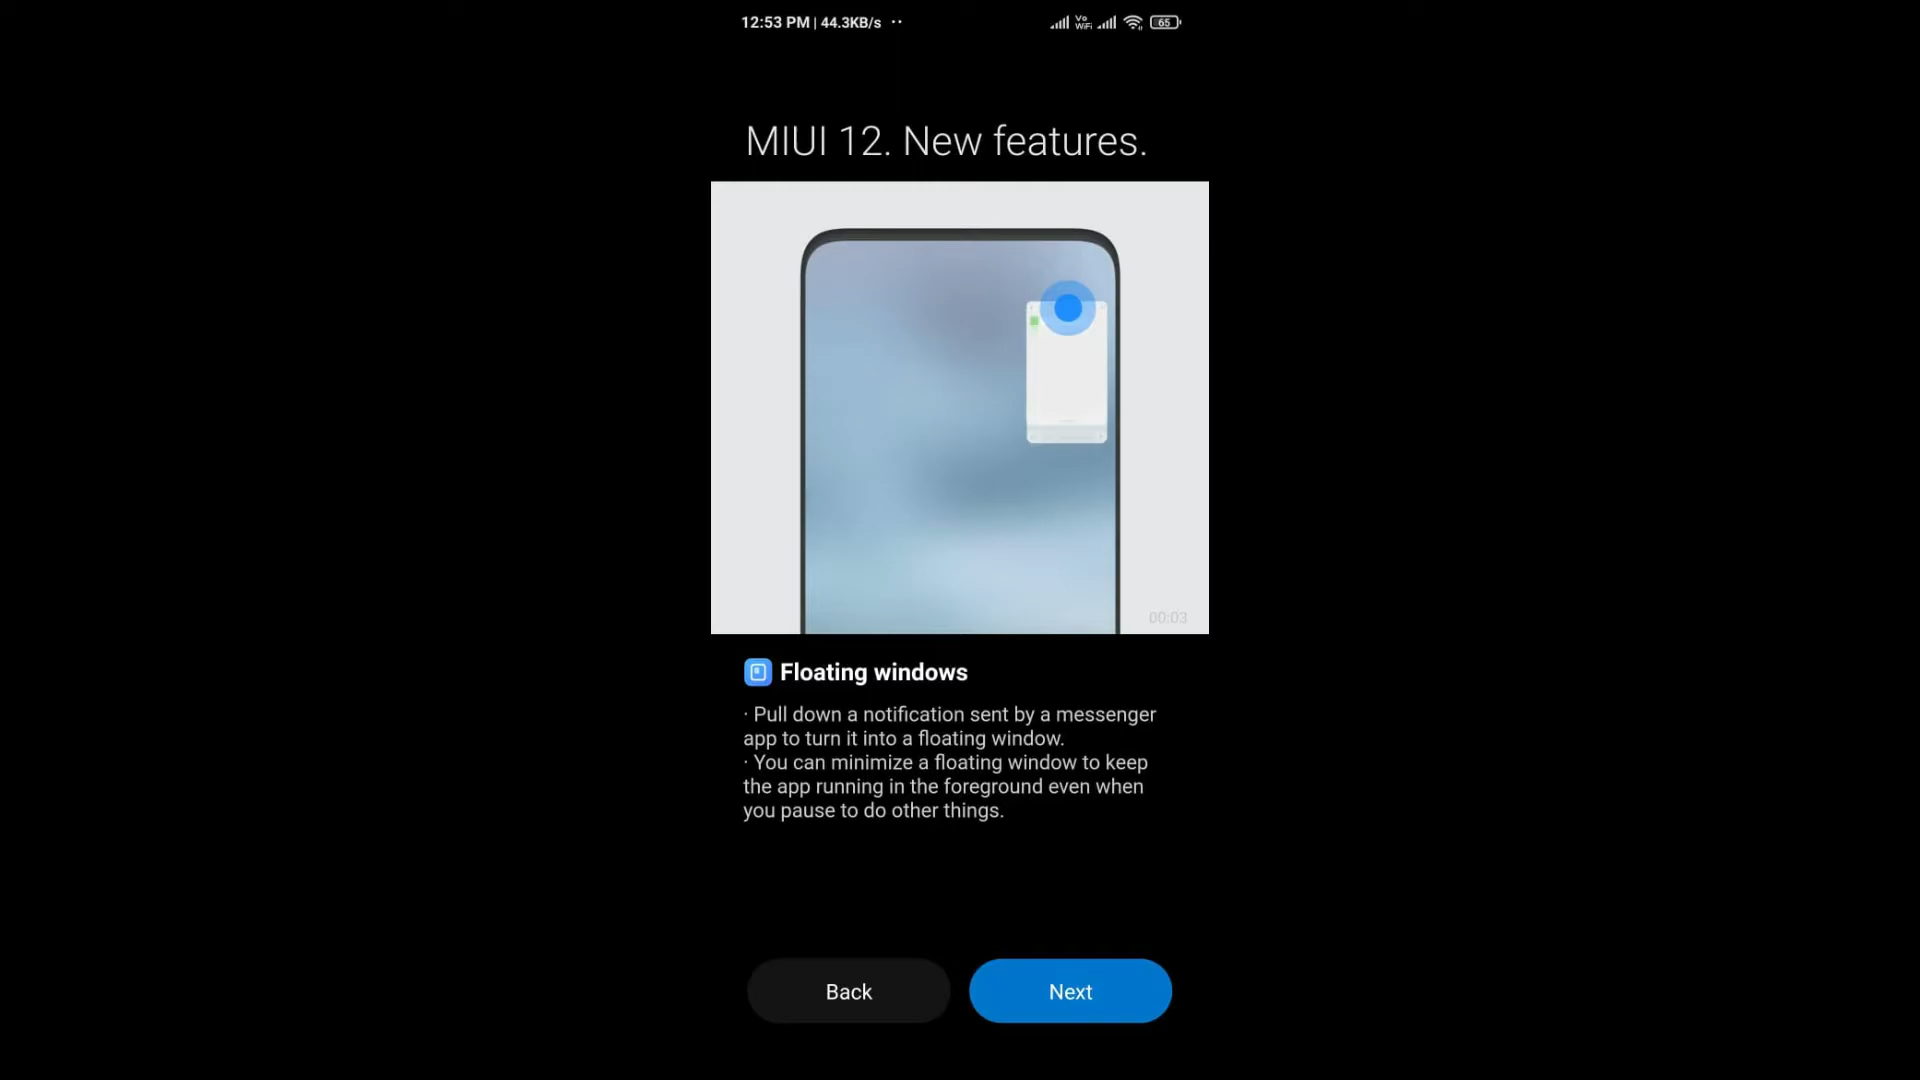 12:53 PM | 44.3KB/s ··
Vo WiFi 65
MIUI 12. New features.
00:03
Floating windows
· Pull down a notification sent by a messenger
app to turn it into a floating window.
· You can minimize a floating window to keep
the app running in the foreground even when
you pause to do other things.
Back Next